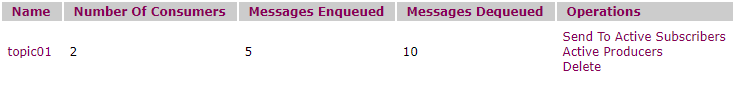 Name Number Of Consumers Messages Enqueued Messages Dequeued Operations
Send To Active Subscribers
topic01 2 5 10 Active Producers
Delete